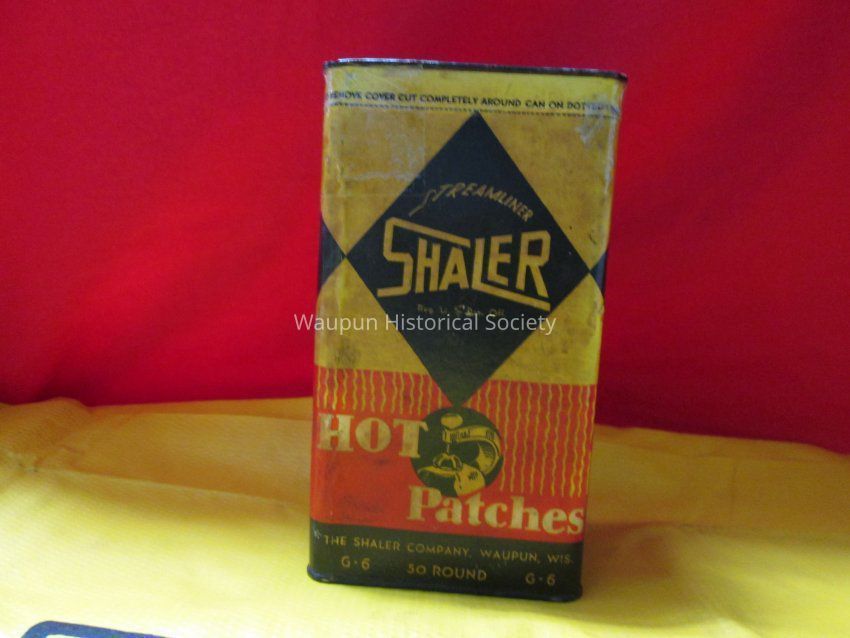 REMOVE COVER CUT COMPLETELY AROUND CAN ON DOTTED
STREAMLINER
SHALER
Waupun Historical Society
HOT
Patches
THE SHALER COMPANY, WAUPUN, WIS.
G-6 50 ROUND G-6